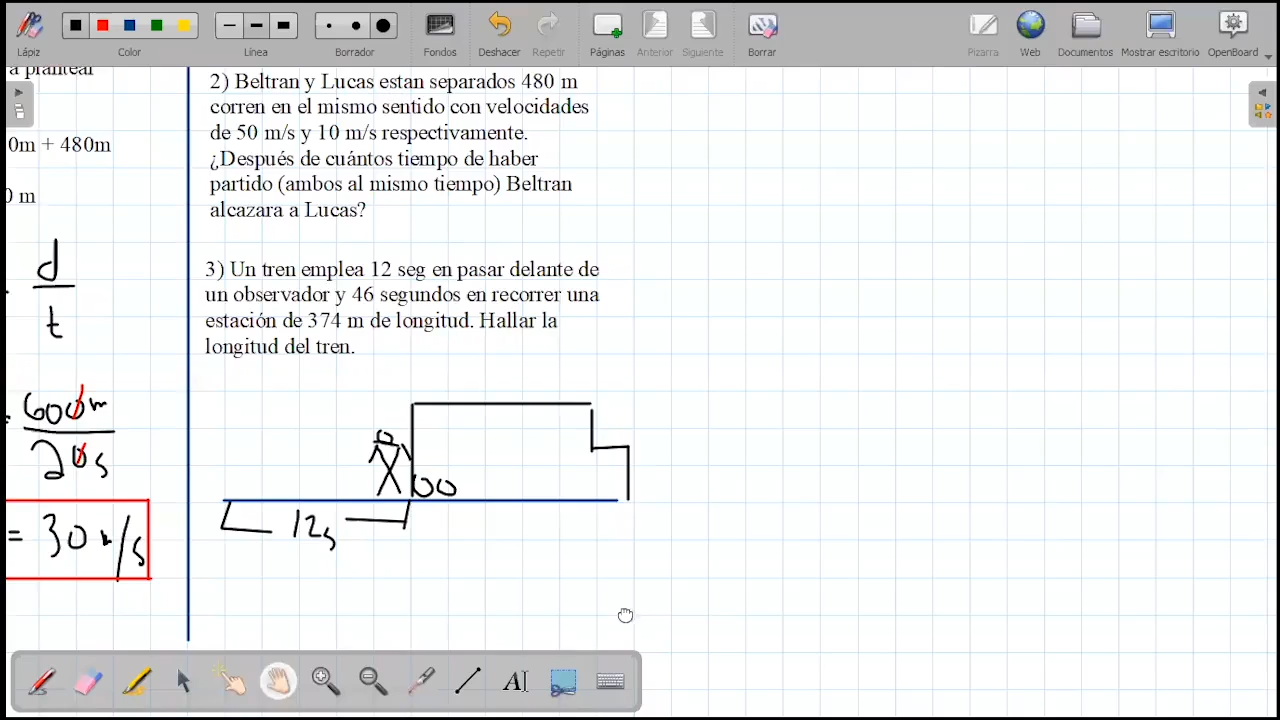 Lápiz
Color
Línea
Borrador
Fondos
Deshacer
Repetir
Páginas
Anterior
Siguiente
Borrar
Pizarra
Web
Documentos
Mostrar escritorio
OpenBoard
a plantear
0m + 480m
0 m
d
t
600m
20s
= 30 m/s
2) Beltran y Lucas estan separados 480 m
corren en el mismo sentido con velocidades
de 50 m/s y 10 m/s respectivamente.
¿Después de cuántos tiempo de haber
partido (ambos al mismo tiempo) Beltran
alcazara a Lucas?
3) Un tren emplea 12 seg en pasar delante de
un observador y 46 segundos en recorrer una
estación de 374 m de longitud. Hallar la
longitud del tren.
12s